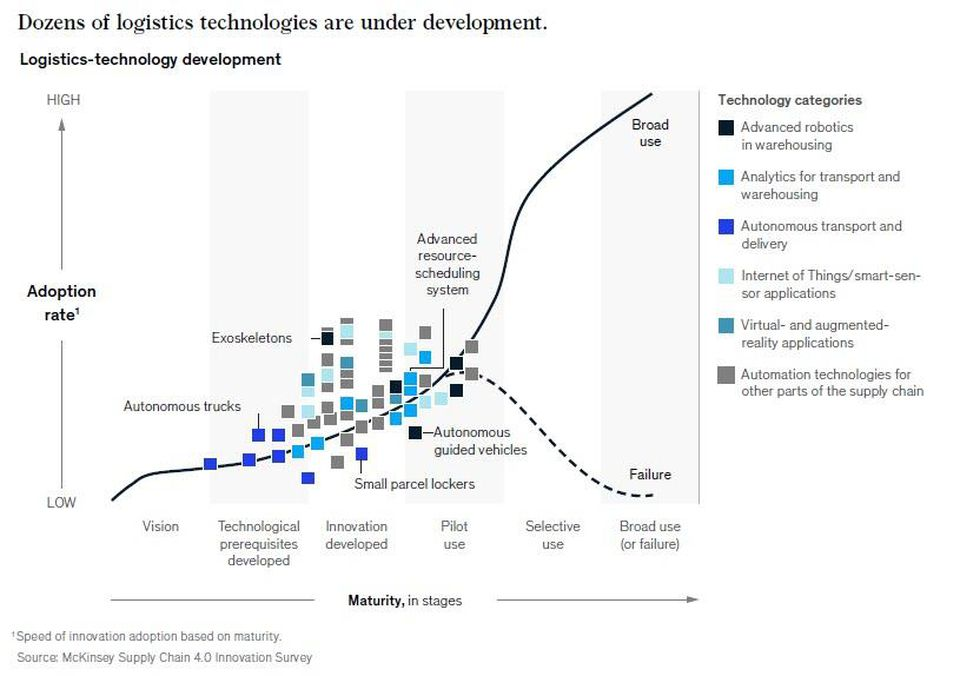 Dozens of logistics technologies are under development.
Logistics-technology development
HIGH
Adoption
rate¹
LOW
Broad
use
Advanced
resource-
scheduling
system
Exoskeletons
Autonomous trucks
Autonomous
guided vehicles
Small parcel lockers
Failure
Vision
Technological
prerequisites
developed
Innovation
developed
Pilot
use
Selective
use
Broad use
(or failure)
Maturity, in stages
Technology categories
Advanced robotics
in warehousing
Analytics for transport and
warehousing
Autonomous transport and
delivery
Internet of Things/smart-sen-
sor applications
Virtual- and augmented-
reality applications
Automation technologies for
other parts of the supply chain
¹Speed of innovation adoption based on maturity.
Source: McKinsey Supply Chain 4.0 Innovation Survey